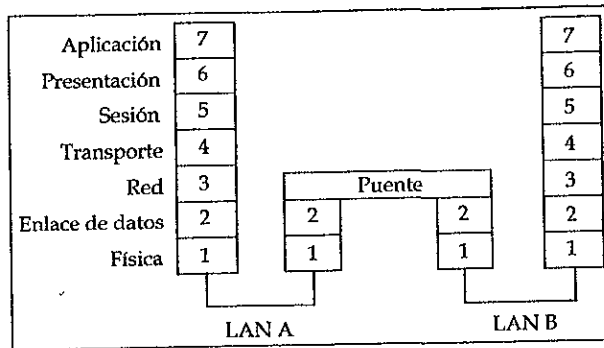 Aplicación 7 7
Presentación 6 6
Sesión 5 5
Transporte 4 4
Red 3 Puente 3
Enlace de datos 2 2 2 2
Física 1 1 1 1
LAN A LAN B